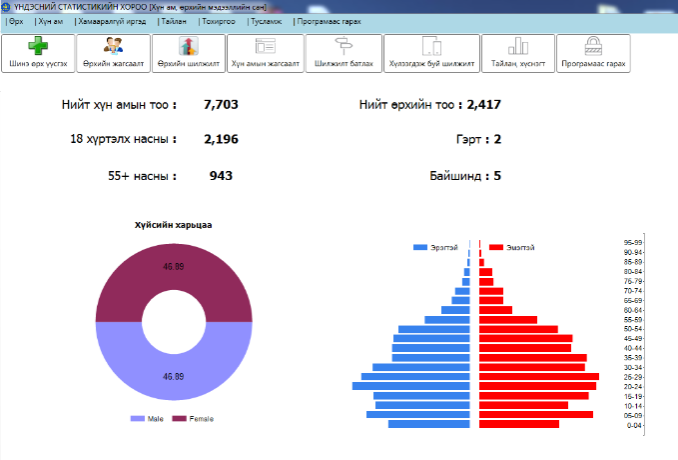 ҮНДЭСНИЙ СТАТИСТИКИЙН ХОРОО [Хүн ам, өрхийн мэдээллийн сан]
| Өрх | Хүн ам | Хамааралгүй иргэд | Тайлан | Тохиргоо | Тусламж | Програмаас гарах
Шинэ өрх үүсгэх Өрхийн жагсаалт Өрхийн шилжилт Хүн амын жагсаалт Шилжилт батлах Хүлээгдэж буй шилжилт Тайлан, хүснэгт Програмаас гарах
Нийт хүн амын тоо : 7,703 Нийт өрхийн тоо : 2,417
18 хүртэлх насны : 2,196 Гэрт : 2
55+ насны : 943 Байшинд : 5
Хүйсийн харьцаа
46.89
46.89
Male Female
Эрэгтэй Эмэгтэй
95-99
90-94
85-89
80-84
75-79
70-74
65-69
60-64
55-59
50-54
45-49
40-44
35-39
30-34
25-29
20-24
15-19
10-14
05-09
0-04